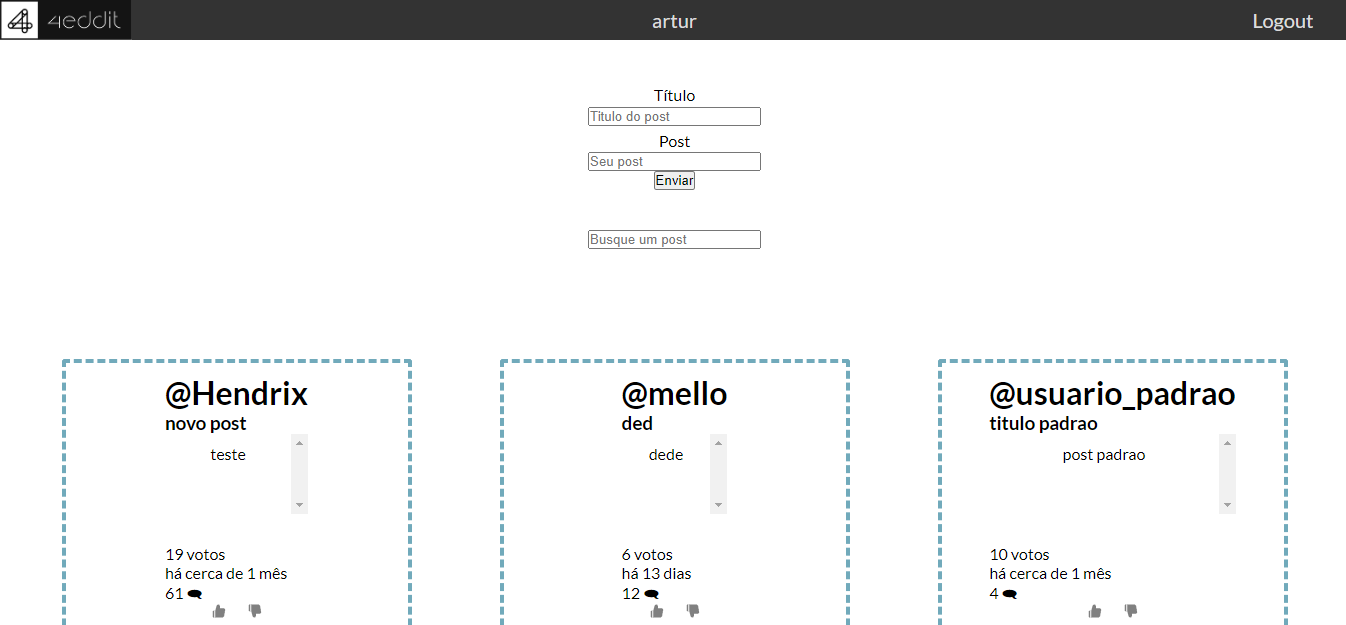 4eddit
artur
Logout
Título
Titulo do post
Post
Seu post
Enviar
Busque um post
@Hendrix
novo post
teste
19 votos
há cerca de 1 mês
61
@mello
ded
dede
6 votos
há 13 dias
12
@usuario_padrao
titulo padrao
post padrao
10 votos
há cerca de 1 mês
4